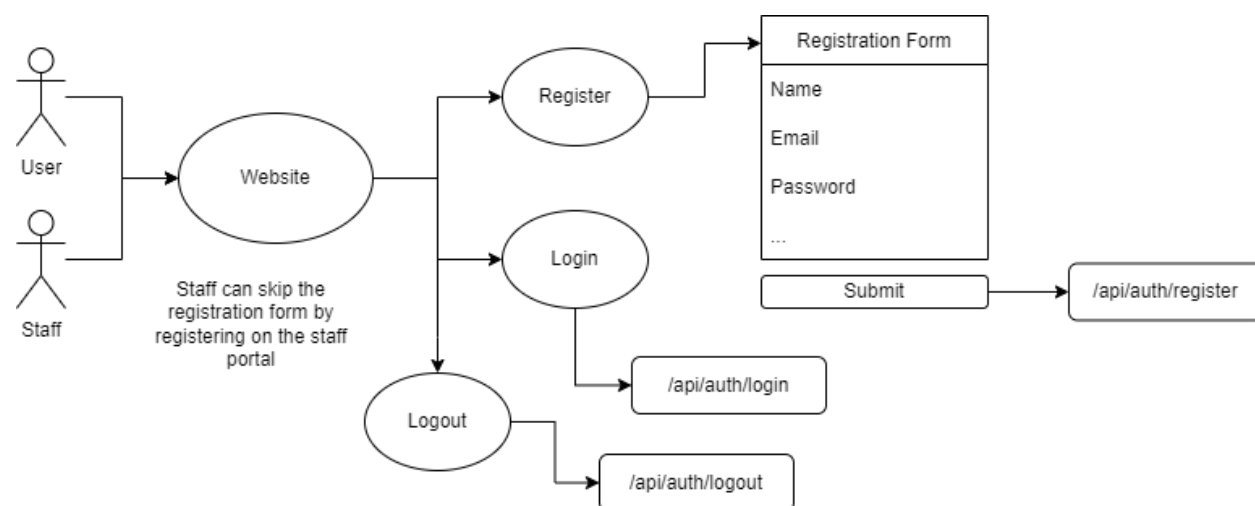 Registration Form
Register
Name
User
Website
Email
Password
...
Login
Staff
Staff can skip the
registration form by
registering on the staff
portal
Submit
/api/auth/register
/api/auth/login
Logout
/api/auth/logout